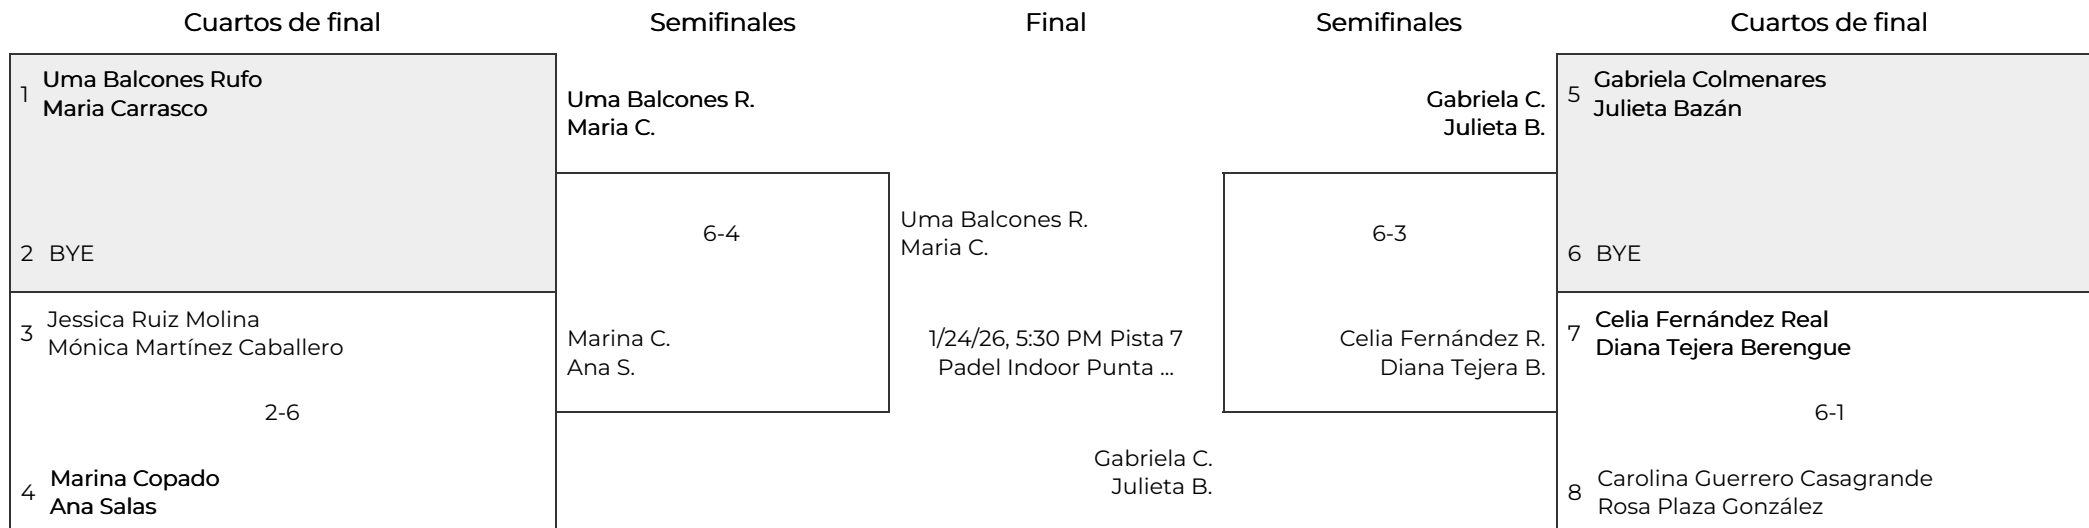 Cuartos de final
Semifinales
Final
Semifinales
Cuartos de final
1
Uma Balcones Rufo
Maria Carrasco
2 BYE
3
Jessica Ruiz Molina
Mónica Martínez Caballero
2-6
4
Marina Copado
Ana Salas
Uma Balcones R.
Maria C.
6-4
Marina C.
Ana S.
Uma Balcones R.
Maria C.
1/24/26, 5:30 PM Pista 7
Padel Indoor Punta ...
Gabriela C.
Julieta B.
Gabriela C.
Julieta B.
6-3
Celia Fernández R.
Diana Tejera B.
5
Gabriela Colmenares
Julieta Bazán
6 BYE
7
Celia Fernández Real
Diana Tejera Berengue
6-1
8
Carolina Guerrero Casagrande
Rosa Plaza González